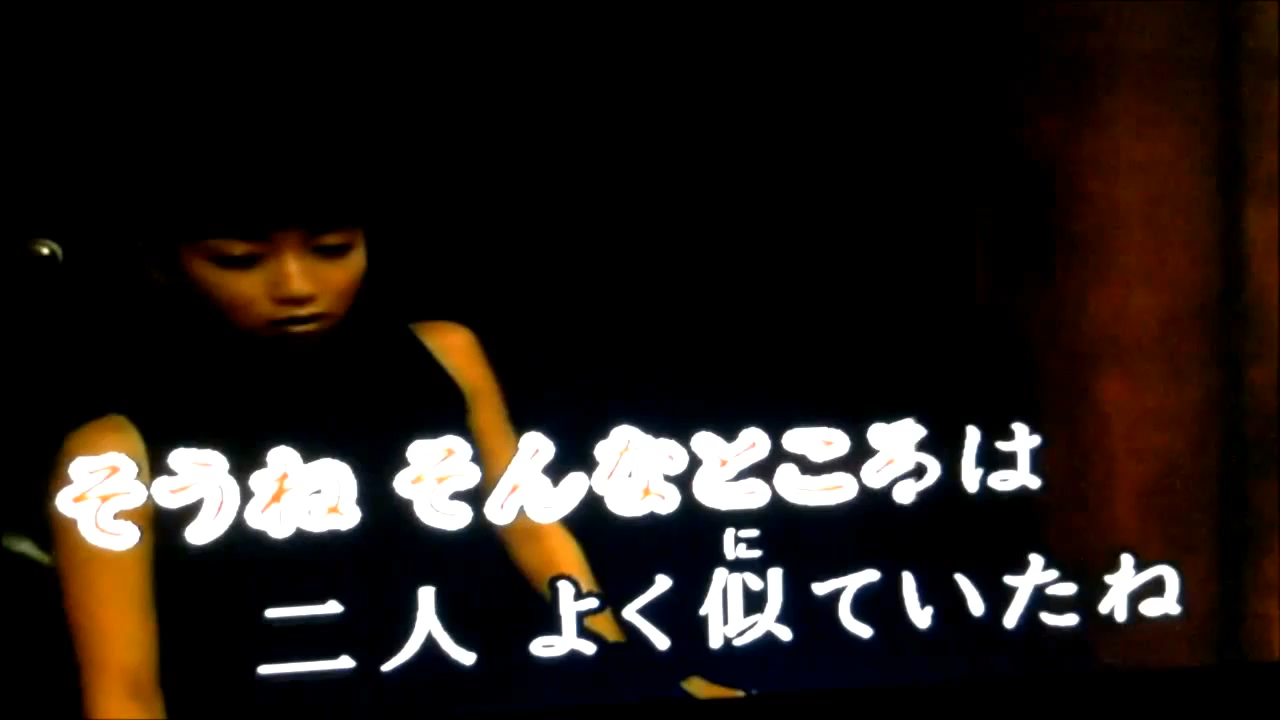 そうね そんなところは
に
二人 よく似ていたね